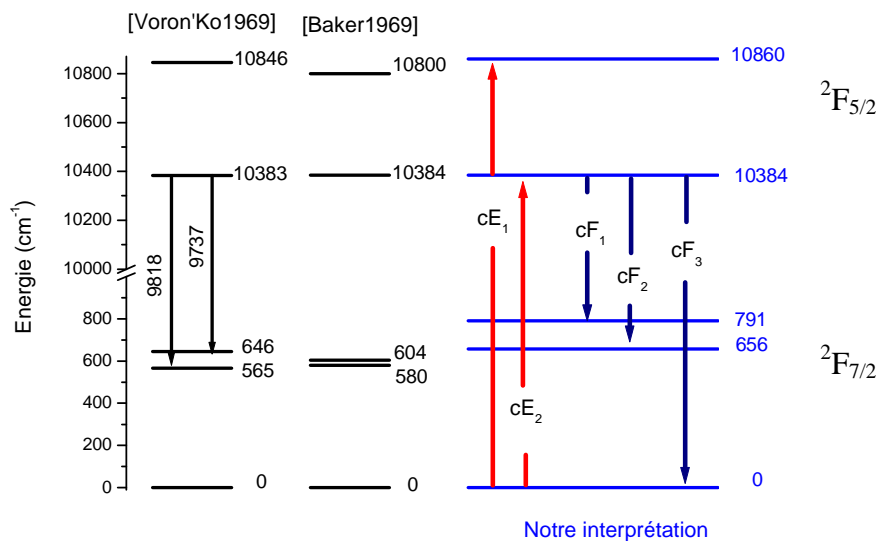 [Voron'Ko1969] [Baker1969]
Energie (cm⁻¹)
10800
10600
10400
10200
10000
800
600
400
200
0
10846
10383
9818
9737
646
565
0
10800
10384
604
580
0
10860
10384
cE₁
cE₂
cF₁
cF₂
cF₃
791
656
0
²F₅/₂
²F₇/₂
Notre interprétation